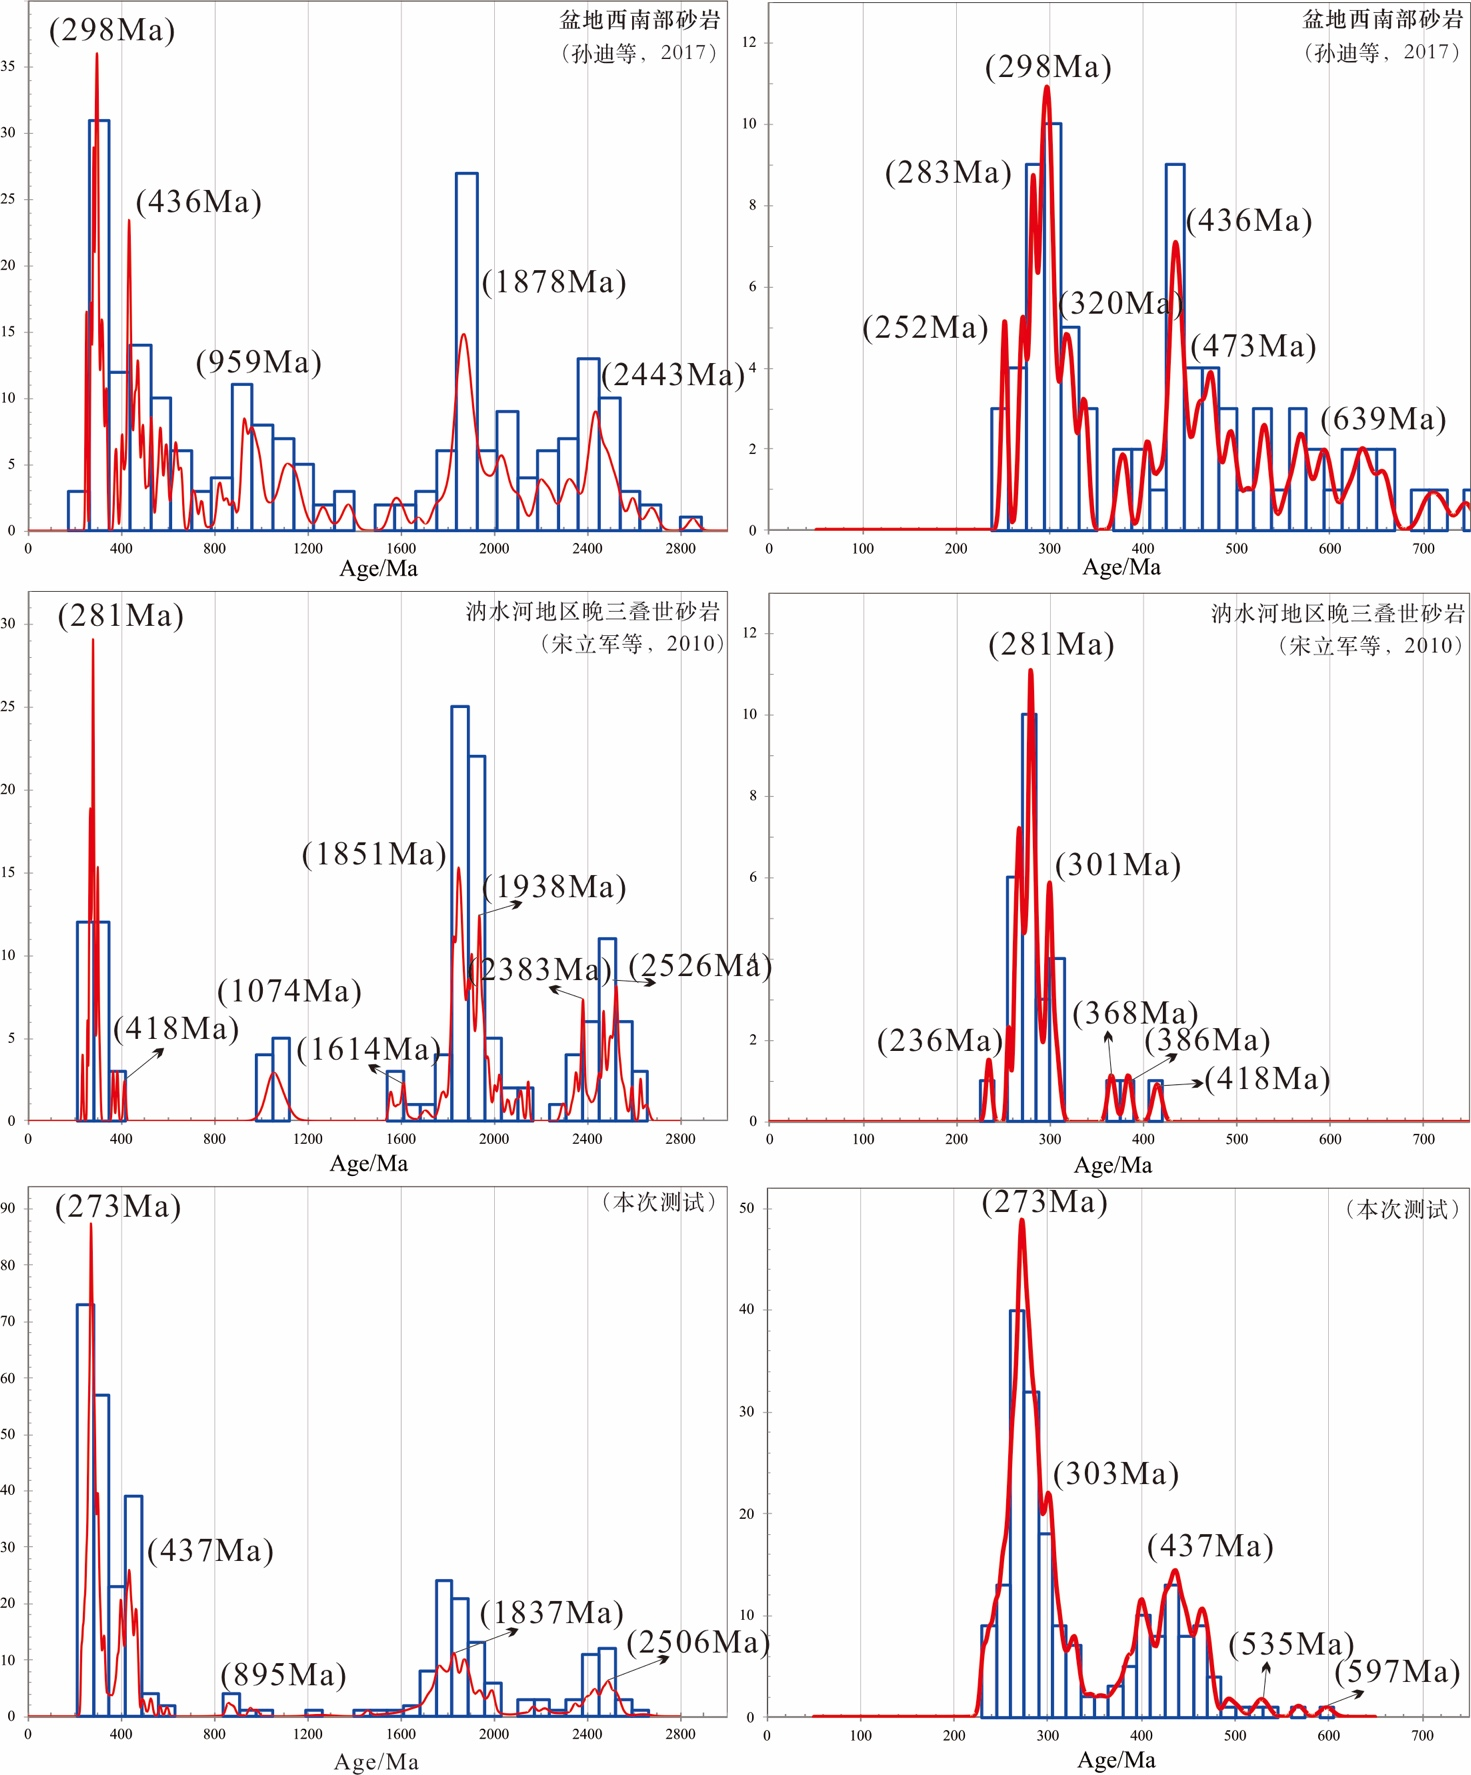 盆地西南部砂岩
（孙迪等，2017）
(298Ma)
(436Ma)
(959Ma)
(1878Ma)
(2443Ma)
35
30
25
20
15
10
5
0
0 400 800 1200 1600 2000 2400 2800
Age/Ma
盆地西南部砂岩
（孙迪等，2017）
(298Ma)
(283Ma)
(252Ma)
(320Ma)
(436Ma)
(473Ma)
(639Ma)
12
10
8
6
4
2
0
0 100 200 300 400 500 600 700
Age/Ma
汭水河地区晚三叠世砂岩
（宋立军等，2010）
(281Ma)
(418Ma)
(1074Ma)
(1614Ma)
(1851Ma)
(1938Ma)
(2383Ma)
(2526Ma)
30
25
20
15
10
5
0
0 400 800 1200 1600 2000 2400 2800
Age/Ma
汭水河地区晚三叠世砂岩
（宋立军等，2010）
(281Ma)
(301Ma)
(236Ma)
(368Ma)
(386Ma)
(418Ma)
12
10
8
6
4
2
0
0 100 200 300 400 500 600 700
Age/Ma
（本次测试）
(273Ma)
(437Ma)
(895Ma)
(1837Ma)
(2506Ma)
90
80
70
60
50
40
30
20
10
0
0 400 800 1200 1600 2000 2400 2800
Age/Ma
（本次测试）
(273Ma)
(303Ma)
(437Ma)
(535Ma)
(597Ma)
50
40
30
20
10
0
0 100 200 300 400 500 600 700
Age/Ma